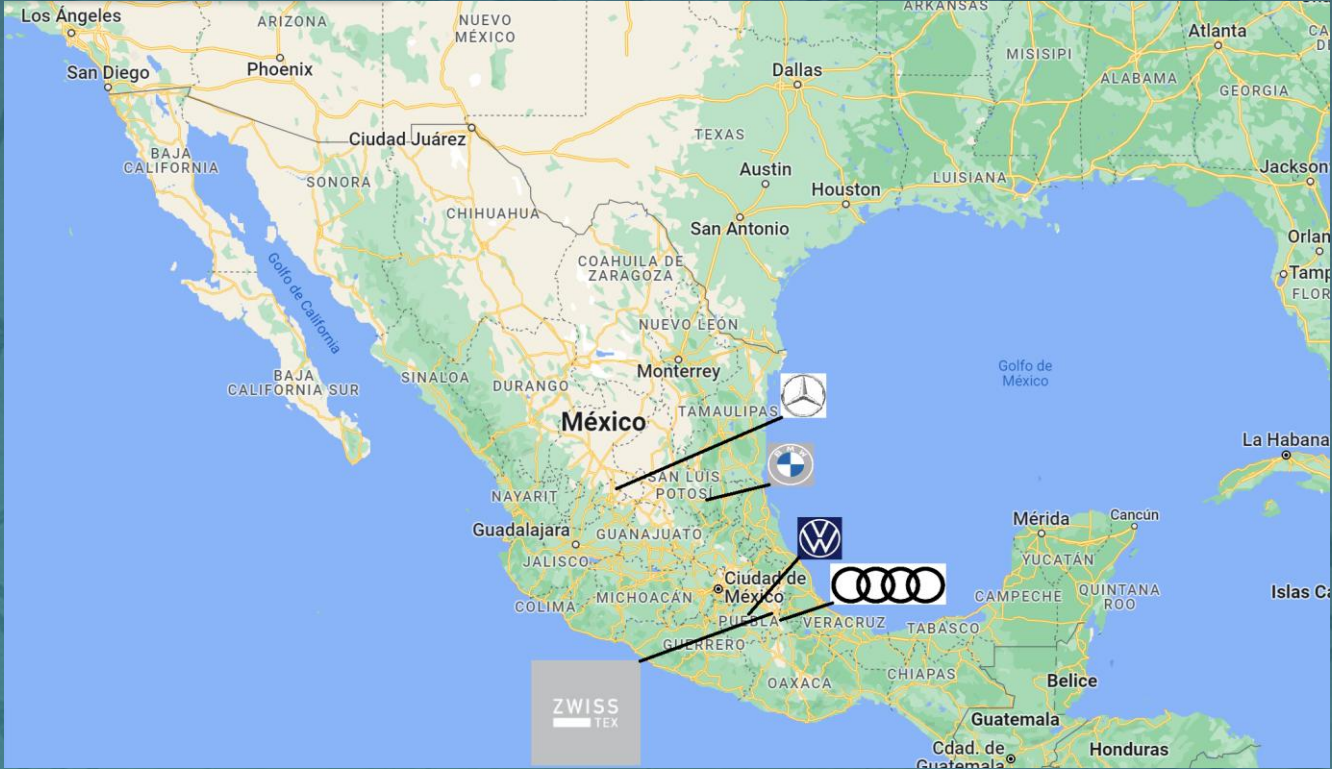 ARKANSAS
Los Ángeles
ARIZONA
NUEVO
MÉXICO
Atlanta
MISISIPI
San Diego
Phoenix
Dallas
ALABAMA
GEORGIA
Ciudad Juárez
TEXAS
BAJA
CALIFORNIA
SONORA
Austin
Houston
LUISIANA
Jackson
CHIHUAHUA
San Antonio
Orlan
COAHUILA DE
ZARAGOZA
Golfo de California
Tamp
FLOR
NUEVO LEÓN
Monterrey
Golfo de
México
BAJA
CALIFORNIA SUR
SINALOA
DURANGO
México
TAMAULIPAS
La Habana
BMW
SAN LUIS
POTOSÍ
NAYARIT
Guadalajara
GUANAJUATO
Mérida
Cancún
JALISCO
YUCATÁN
Ciudad de
México
COLIMA
MICHOACÁN
CAMPECHE
QUINTANA
ROO
Islas Ca
PUEBLA
VERACRUZ
TABASCO
GUERRERO
OAXACA
CHIAPAS
Belice
ZWISS
TEX
Guatemala
Cdad. de
Guatemala
Honduras